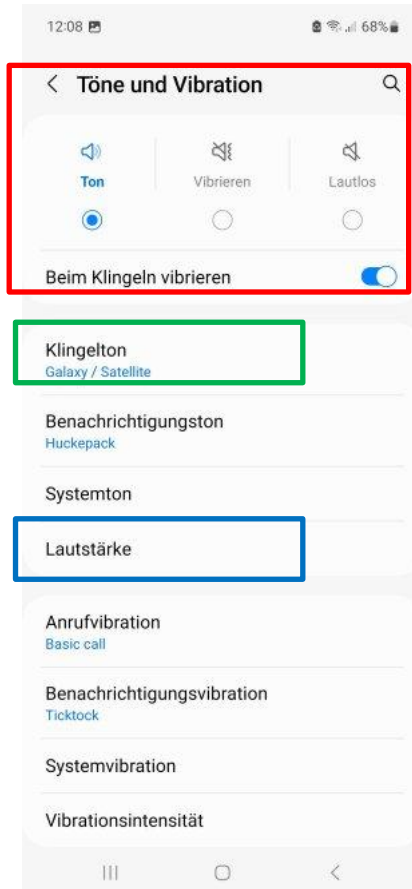 12:08 68%
Töne und Vibration
Ton Vibrieren Lautlos
Beim Klingeln vibrieren
Klingelton
Galaxy / Satellite
Benachrichtigungston
Huckepack
Systemton
Lautstärke
Anrufvibration
Basic call
Benachrichtigungsvibration
Ticktock
Systemvibration
Vibrationsintensität